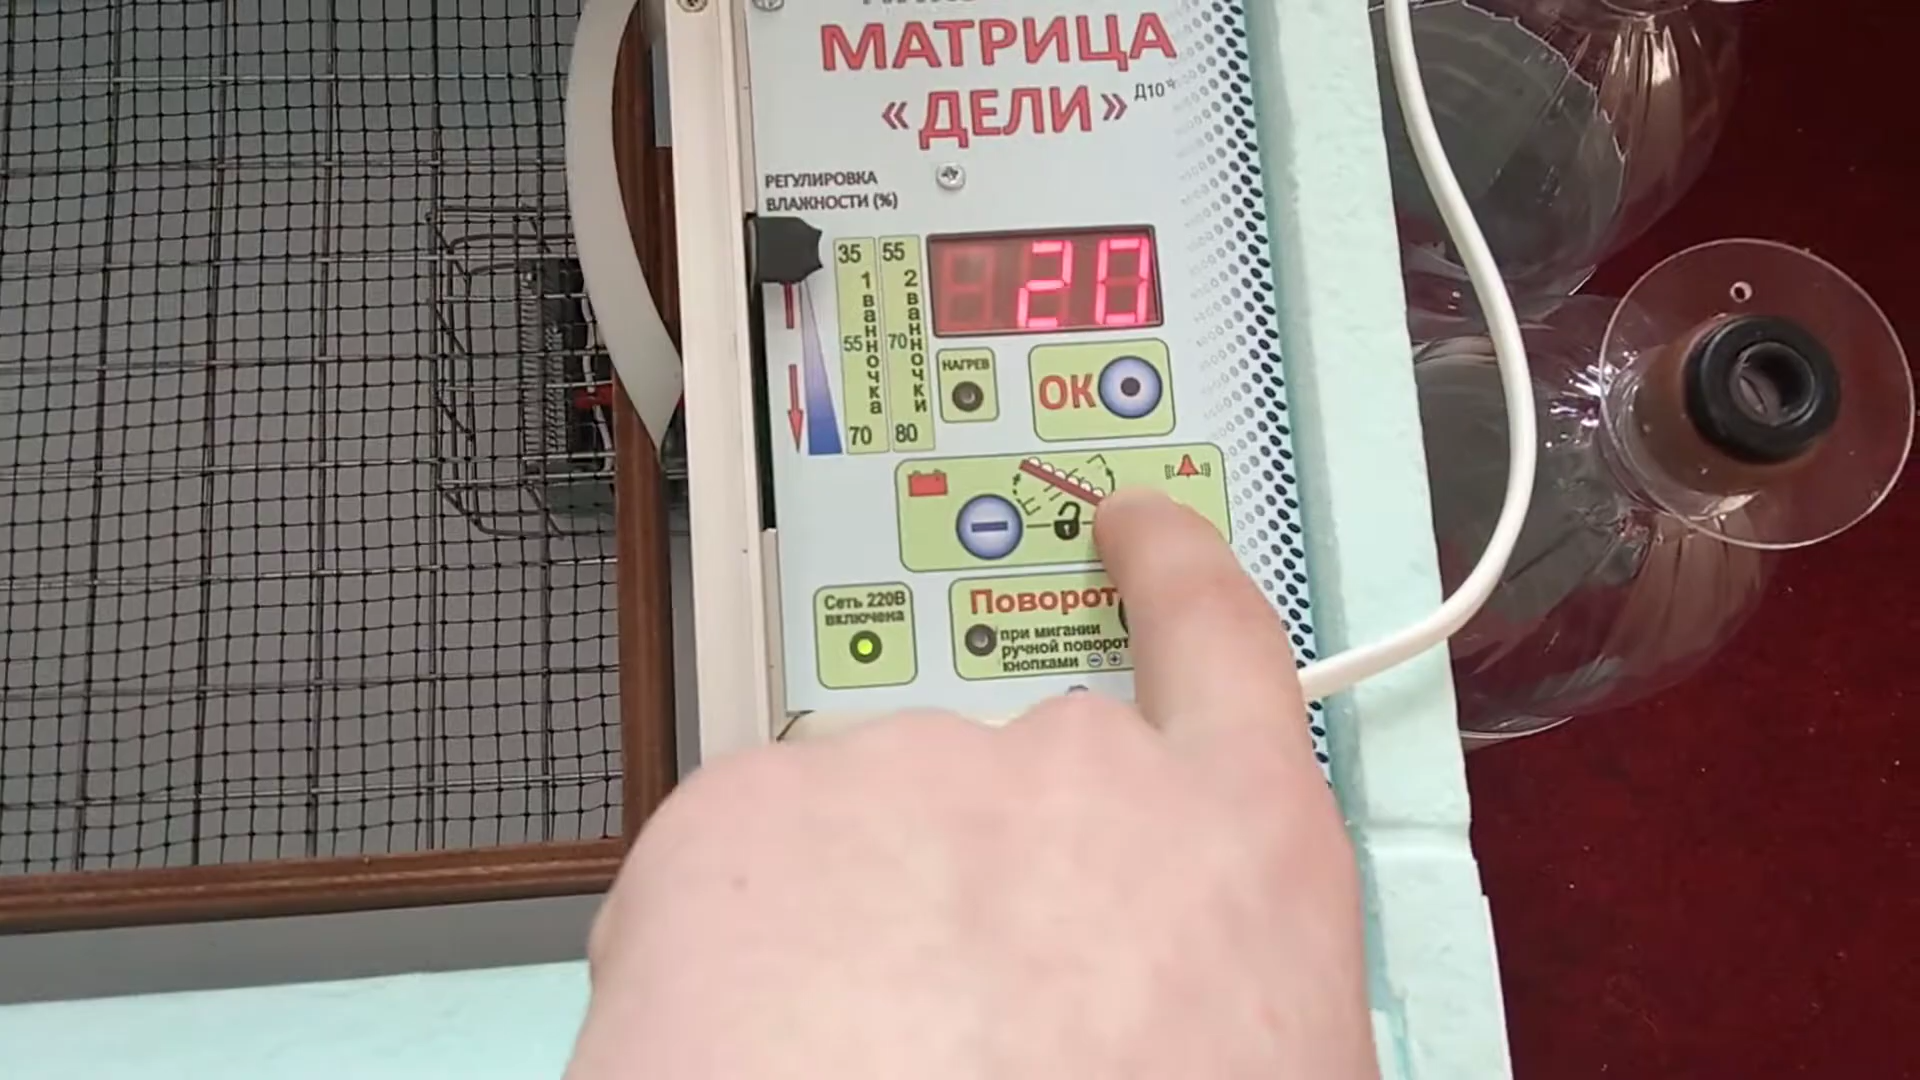 МАТРИЦА
«ДЕЛИ»
РЕГУЛИРОВКА
ВЛАЖНОСТИ (%)
35 55
1 ванночка
2 ванночки
55 70
70 80
20
НАГРЕВ
ОК
Сеть 220В
включена
Поворот
при мигании
ручной поворот
кнопками